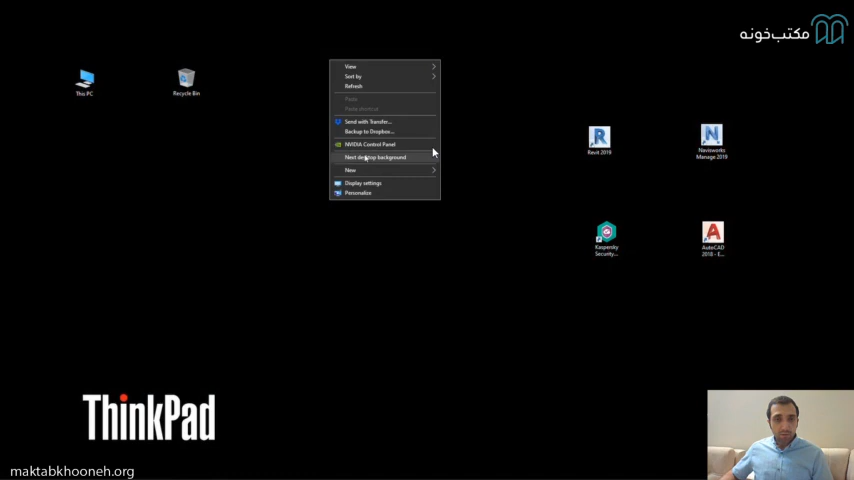 مکتب‌خونه
View
Sort by
Refresh
Paste
Paste shortcut
Send with Transfer...
Backup to Dropbox...
NVIDIA Control Panel
Next desktop background
New
Display settings
Personalize
This PC
Recycle Bin
Revit 2019
Navisworks
Manage 2019
Kaspersky
Security...
AutoCAD
2018 - E...
ThinkPad
maktabkhooneh.org